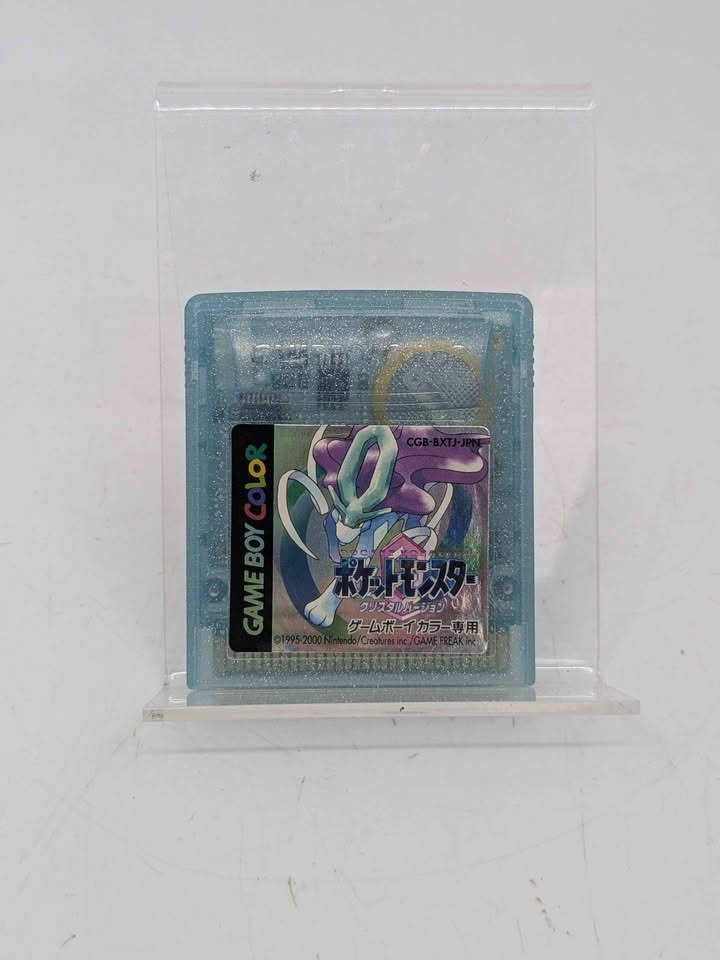 CGB-BXTJ-JPN
GAME BOY COLOR
POCKET MONSTERS
ポケットモンスター
クリスタルバージョン
ゲームボーイカラー専用
©1995-2000 Nintendo/Creatures inc./GAME FREAK inc.